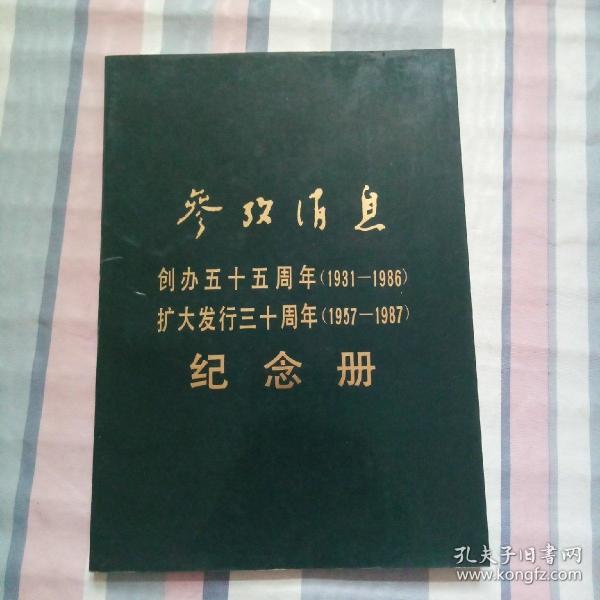 参攷消息
创办五十五周年(1931—1986)
扩大发行三十周年(1957—1987)
纪念册
孔夫子旧书网
www.kongfz.com